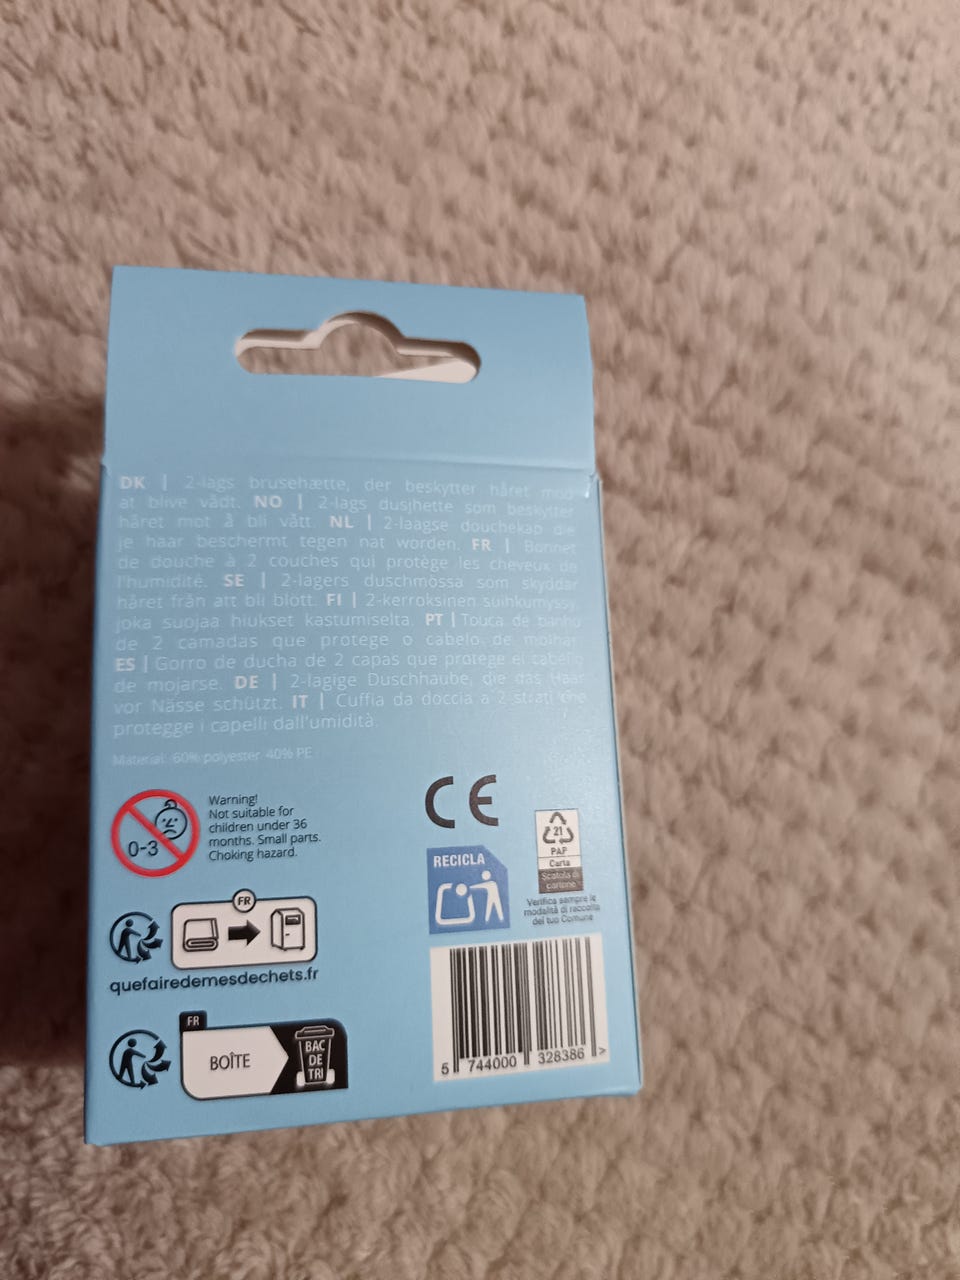 DK | 2-lags brusehætte, der beskytter håret mod
at blive vådt. NO | 2-lags dusjhette som beskytter
håret mot å bli vått. NL | 2-laagse douchekap die
je haar beschermt tegen nat worden. FR | Bonnet
de douche à 2 couches qui protège les cheveux de
l'humidité. SE | 2-lagers duschmössa som skyddar
håret från att bli blött. FI | 2-kerroksinen suihkumyssy,
joka suojaa hiukset kastumiselta. PT | Touca de banho
de 2 camadas que protege o cabelo de molhar
ES | Gorro de ducha de 2 capas que protege el cabello
de mojarse. DE | 2-lagige Duschhaube, die das Haar
vor Nässe schützt. IT | Cuffia da doccia a 2 strati che
protegge i capelli dall'umidità.
Material: 60% polyester 40% PE
0-3
Warning!
Not suitable for
children under 36
months. Small parts.
Choking hazard.
CE
21
PAP
Carta
Scatola di
cartone
RECICLA
Verifica sempre le
modalità di raccolta
del tuo Comune
FR
quefairedemesdechets.fr
FR
BOÎTE
BAC
DE
TRI
5 744000 328386 >